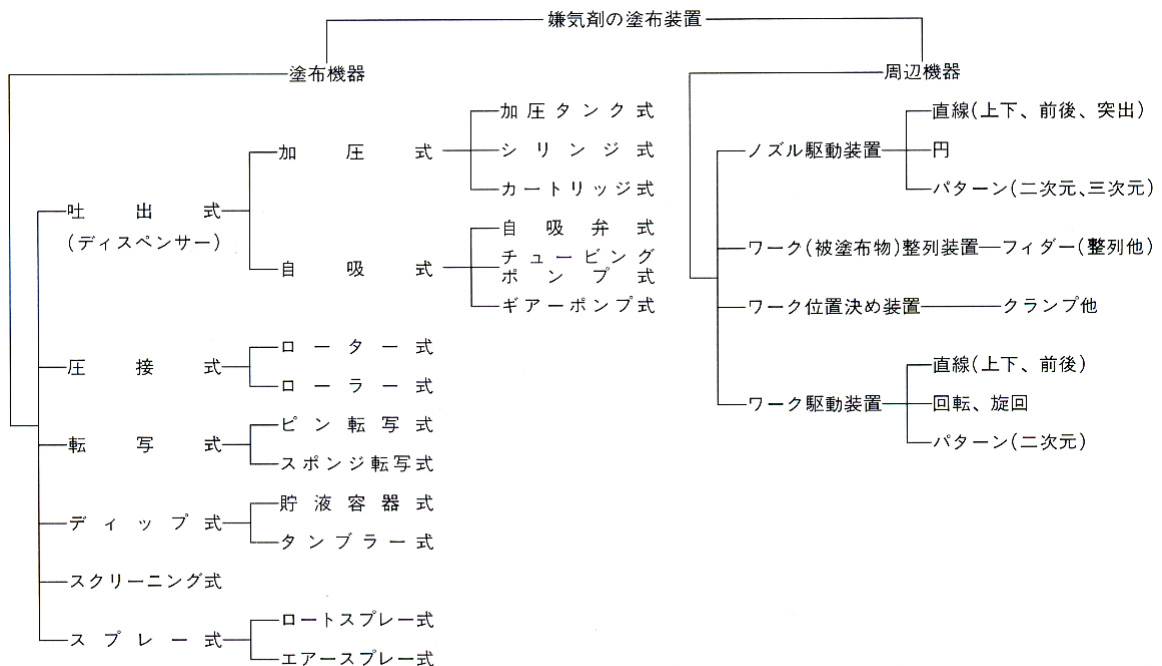 嫌気剤の塗布装置
塗布機器
吐出式
(ディスペンサー)
加圧式
加圧タンク式
シリンジ式
カートリッジ式
自吸式
自吸弁式
チュービング
ポンプ式
ギアーポンプ式
圧接式
ローター式
ローラー式
転写式
ピン転写式
スポンジ転写式
ディップ式
貯液容器式
タンブラー式
スクリーニング式
スプレー式
ロートスプレー式
エアースプレー式
周辺機器
ノズル駆動装置
直線(上下、前後、突出)
円
パターン(二次元、三次元)
ワーク(被塗布物)整列装置
フィダー(整列他)
ワーク位置決め装置
クランプ他
ワーク駆動装置
直線(上下、前後)
回転、旋回
パターン(二次元)